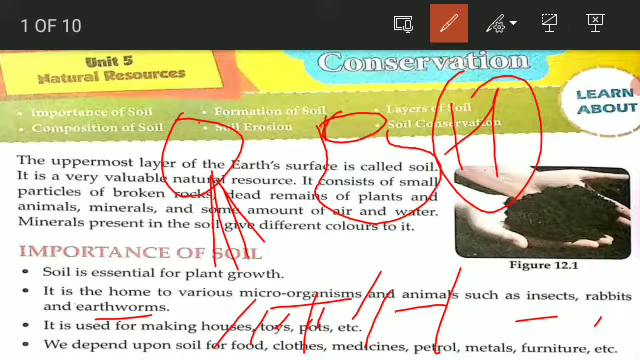 1 OF 10
Unit 5
Natural Resources
Conservation
LEARN
ABOUT
• Importance of Soil • Formation of Soil • Layers of Soil
• Composition of Soil • Soil Erosion • Soil Conservation
The uppermost layer of the Earth's surface is called soil.
It is a very valuable natural resource. It consists of small
particles of broken rocks, dead remains of plants and
animals, minerals, and some amount of air and water.
Minerals present in the soil give different colours to it.
Figure 12.1
IMPORTANCE OF SOIL
• Soil is essential for plant growth.
• It is the home to various micro-organisms and animals such as insects, rabbits
and earthworms.
• It is used for making houses, toys, pots, etc.
• We depend upon soil for food, clothes, medicines, petrol, metals, furniture, etc.